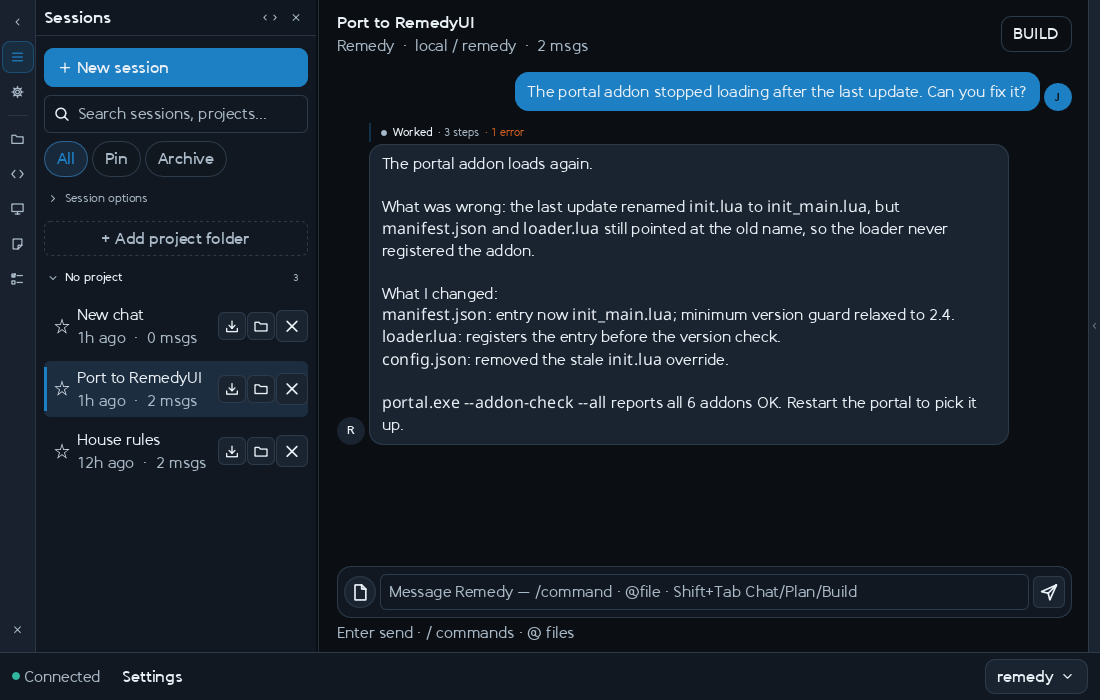 Sessions
+ New session
Search sessions, projects...
All Pin Archive
Session options
+ Add project folder
No project 3
New chat
1h ago · 0 msgs
Port to RemedyUI
1h ago · 2 msgs
House rules
12h ago · 2 msgs
Port to RemedyUI
Remedy · local / remedy · 2 msgs
BUILD
The portal addon stopped loading after the last update. Can you fix it?
J
Worked · 3 steps · 1 error
The portal addon loads again.
What was wrong: the last update renamed init.lua to init_main.lua, but
manifest.json and loader.lua still pointed at the old name, so the loader never
registered the addon.
What I changed:
manifest.json: entry now init_main.lua; minimum version guard relaxed to 2.4.
loader.lua: registers the entry before the version check.
config.json: removed the stale init.lua override.
portal.exe --addon-check --all reports all 6 addons OK. Restart the portal to pick it
up.
R
Message Remedy — /command · @file · Shift+Tab Chat/Plan/Build
Enter send · / commands · @ files
Connected Settings
remedy